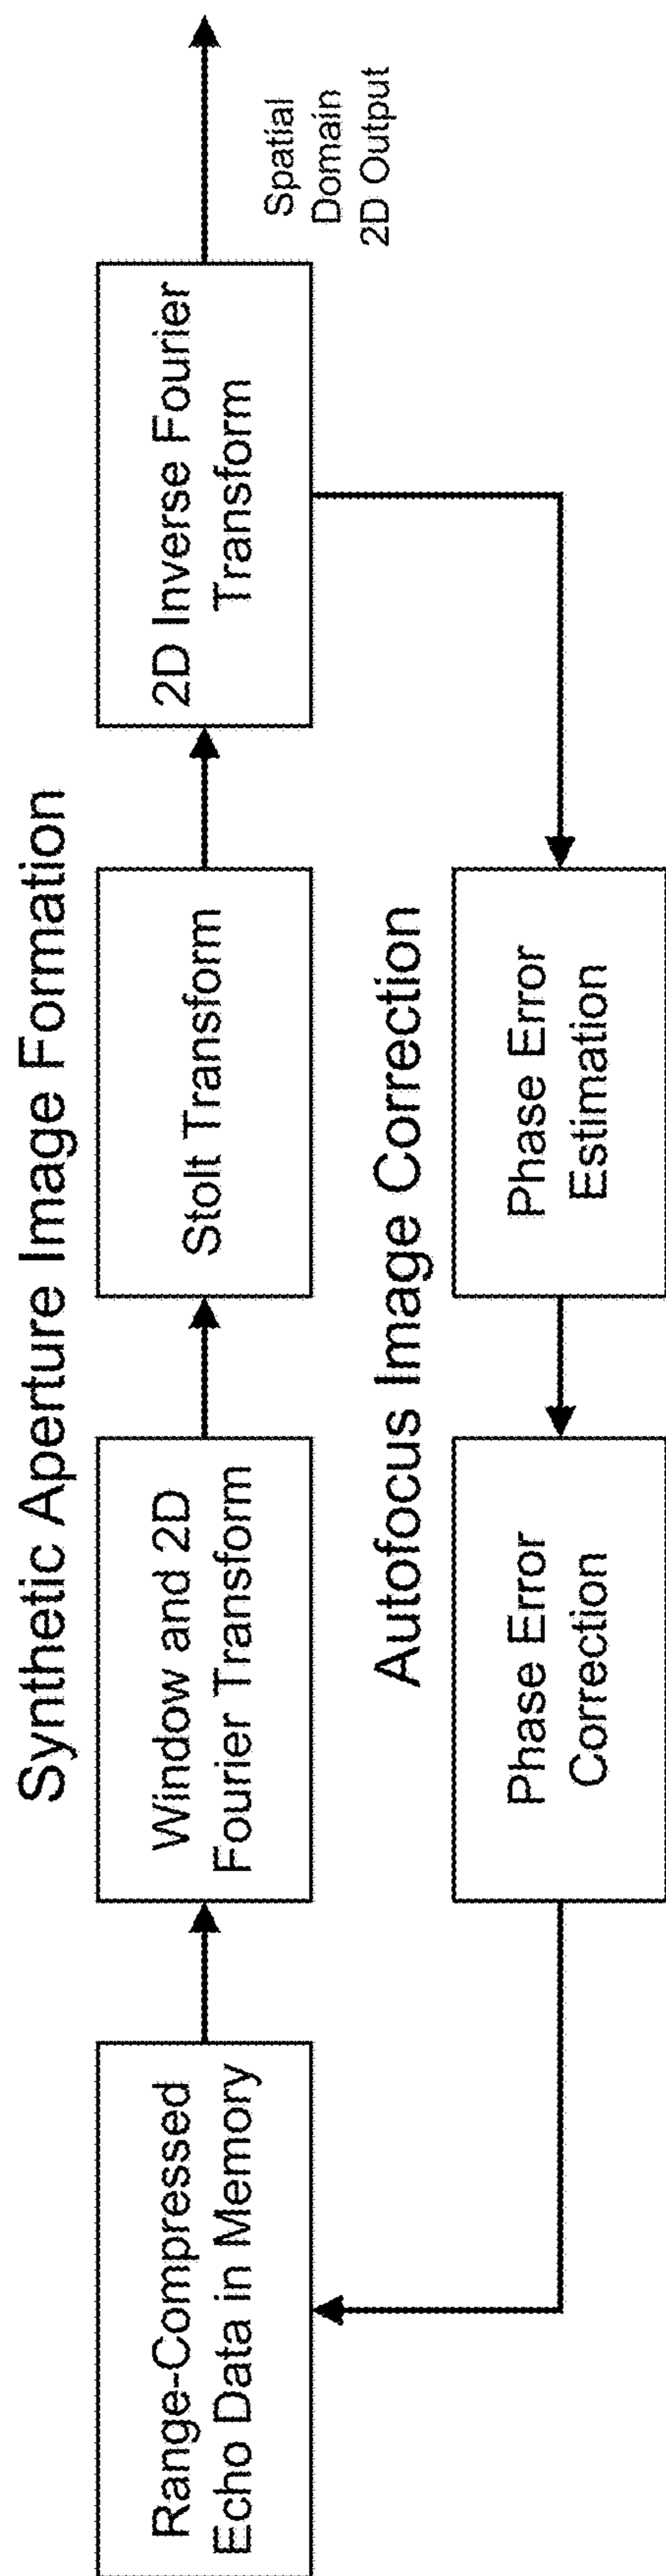 Synthetic Aperture Image Formation
Range-Compressed
Echo Data in Memory
Window and 2D
Fourier Transform
Stolt Transform
2D Inverse Fourier
Transform
Spatial
Domain
2D Output
Autofocus Image Correction
Phase Error
Correction
Phase Error
Estimation